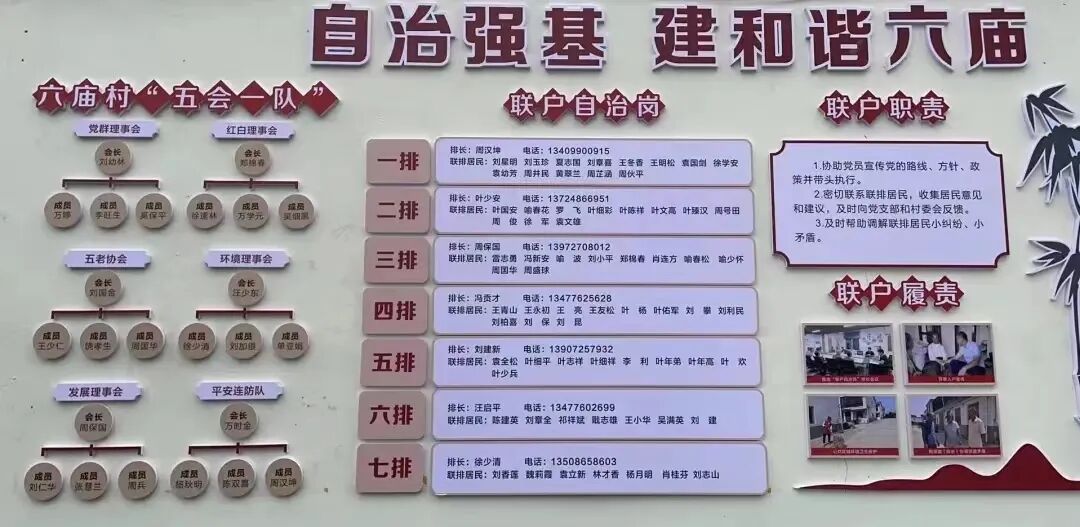 自治强基 建和谐六庙
六庙村“五会一队”
党群理事会
会长
刘幼林
成员
万婷
成员
李旺生
成员
奚保平
红白理事会
会长
郑棉春
成员
徐建林
成员
万学元
成员
吴细黑
五老协会
会长
刘国合
成员
王少仁
成员
饶孝生
成员
周国华
环境理事会
会长
汪少东
成员
徐少清
成员
刘加堤
成员
单亚娟
发展理事会
会长
周保国
成员
刘仁华
成员
张慧兰
成员
周兵
平安连防队
会长
万时金
成员
杨秋明
成员
陈双喜
成员
周汉坤
联户自治岗
一排
排长：周汉坤 电话：13409900915
联排居民：刘星明 刘玉珍 夏志国 刘章喜 王冬香 王明松 袁国剑 徐学安
袁幼芳 周井民 黄翠兰 周芷涵 周伙平
二排
排长：叶少安 电话：13724866951
联排居民：叶国安 喻春花 罗 飞 叶细彩 叶陈祥 叶文高 叶臻汉 周号田
周 俊 徐 军 袁文雄
三排
排长：周保国 电话：13972708012
联排居民：雷志勇 冯新安 喻 波 刘小平 郑棉春 肖连方 喻春松 喻少怀
周国华 周盛球
四排
排长：冯贡才 电话：13477625628
联排居民：王青山 王永初 王 亮 王友松 叶 杨 叶佑军 刘 攀 刘利民
刘柏喜 刘 保 刘 昆
五排
排长：刘建新 电话：13907257932
联排居民：袁全松 叶细平 叶志祥 叶细祥 李 利 叶年弟 叶年高 叶 欢
叶少兵
六排
排长：汪启平 电话：13477602699
联排居民：陈建英 刘章全 祁祥斌 戢志雄 王小华 吴满英 刘 建
七排
排长：徐少清 电话：13508658603
联排居民：刘香莲 魏莉霞 袁立新 林才香 杨月明 肖桂芬 刘志山
联户职责
1.协助党员宣传党的路线、方针、政
策并带头执行。
2.密切联系联排居民，收集居民意见
和建议，及时向党支部和村委会反馈。
3.及时帮助调解联排居民小纠纷、小
矛盾。
联户履责